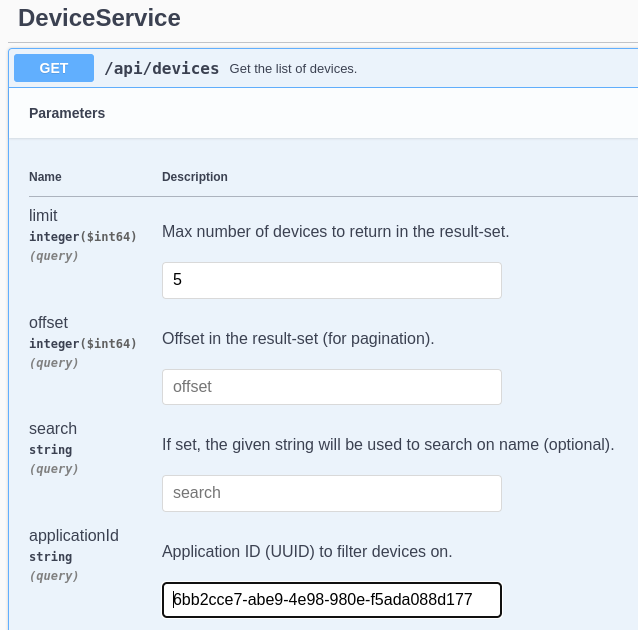 DeviceService
GET /api/devices Get the list of devices.
Parameters
Name Description
limit
integer($int64)
(query)
Max number of devices to return in the result-set.
5
offset
integer($int64)
(query)
Offset in the result-set (for pagination).
offset
search
string
(query)
If set, the given string will be used to search on name (optional).
search
applicationId
string
(query)
Application ID (UUID) to filter devices on.
6bb2cce7-abe9-4e98-980e-f5ada088d177